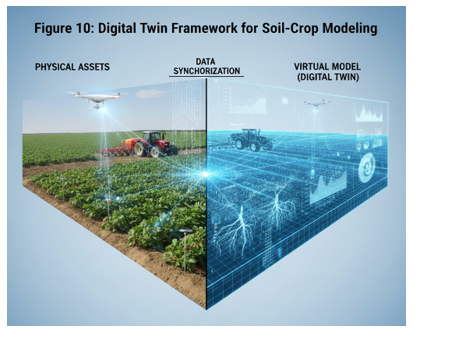 Figure 10: Digital Twin Framework for Soil-Crop Modeling
PHYSICAL ASSETS
DATA
SYNCHORIZATION
VIRTUAL MODEL
(DIGITAL TWIN)